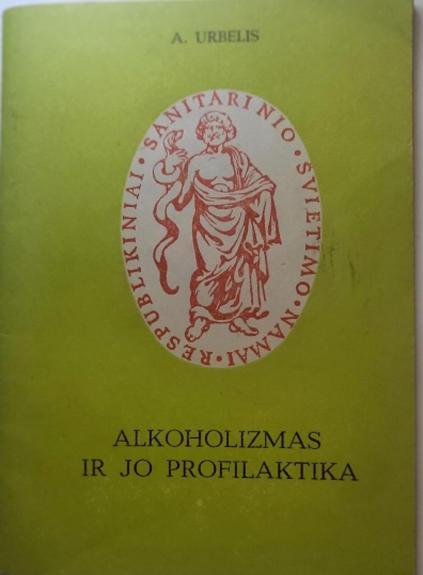 A. URBELIS
RESPUBLIKINIAI • SANITARINIO • ŠVIETIMO • NAMAI •
ALKOHOLIZMAS
IR JO PROFILAKTIKA